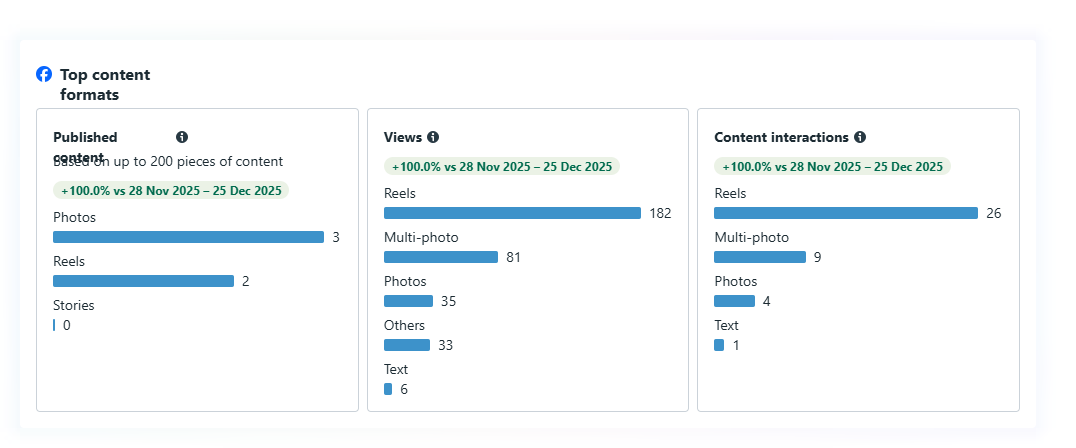 Top content
formats
Published
content
Based on up to 200 pieces of content
+100.0% vs 28 Nov 2025 – 25 Dec 2025
Photos
3
Reels
2
Stories
0
Views
+100.0% vs 28 Nov 2025 – 25 Dec 2025
Reels
182
Multi-photo
81
Photos
35
Others
33
Text
6
Content interactions
+100.0% vs 28 Nov 2025 – 25 Dec 2025
Reels
26
Multi-photo
9
Photos
4
Text
1